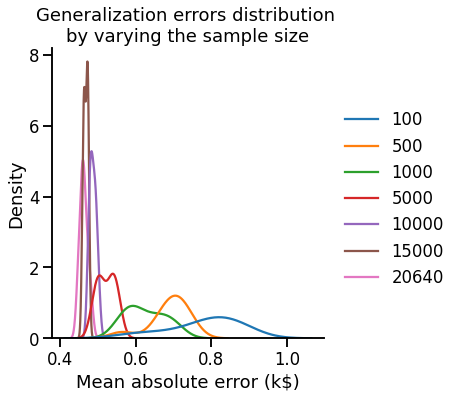 Generalization errors distribution
by varying the sample size
8
6
4
2
0
Density
0.4 0.6 0.8 1.0
Mean absolute error (k$)
100
500
1000
5000
10000
15000
20640